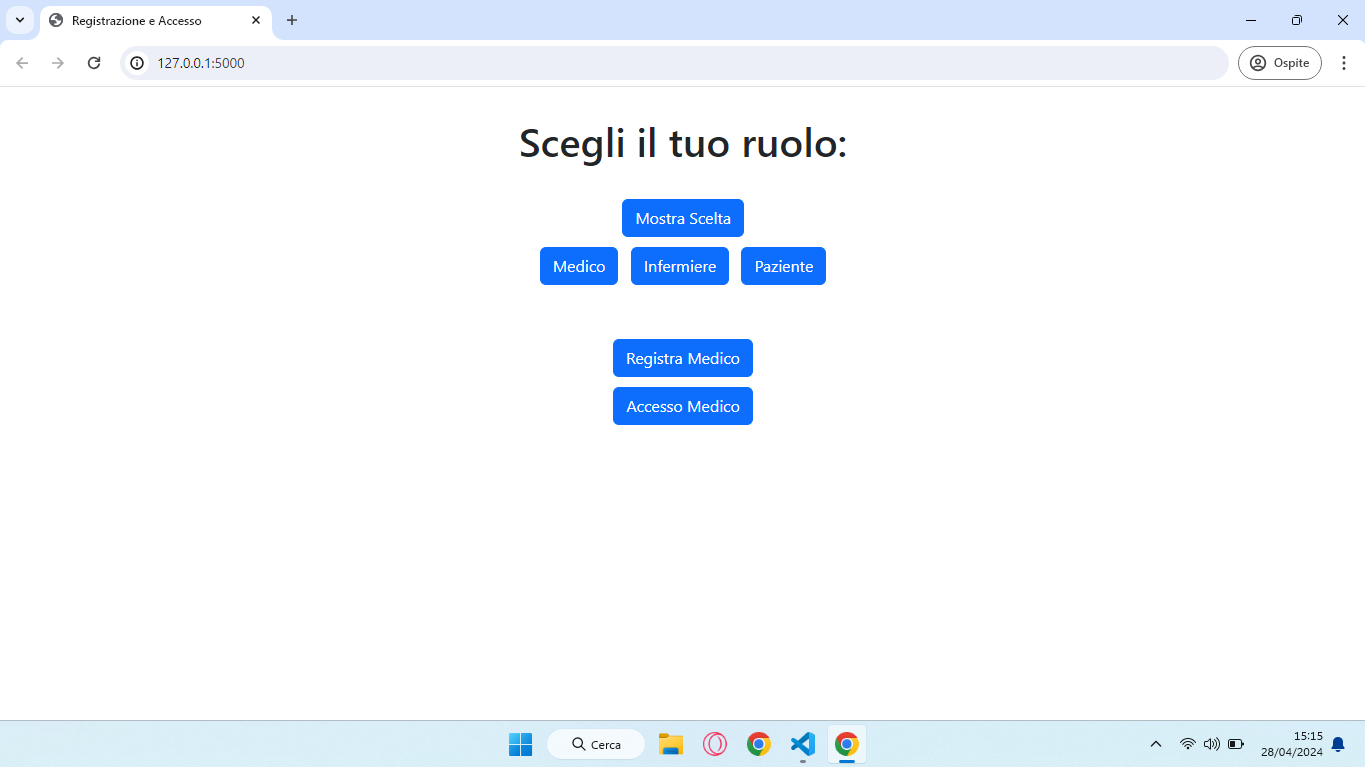 Registrazione e Accesso
127.0.0.1:5000
Ospite
Scegli il tuo ruolo:
Mostra Scelta
Medico Infermiere Paziente
Registra Medico
Accesso Medico
Cerca
15:15
28/04/2024